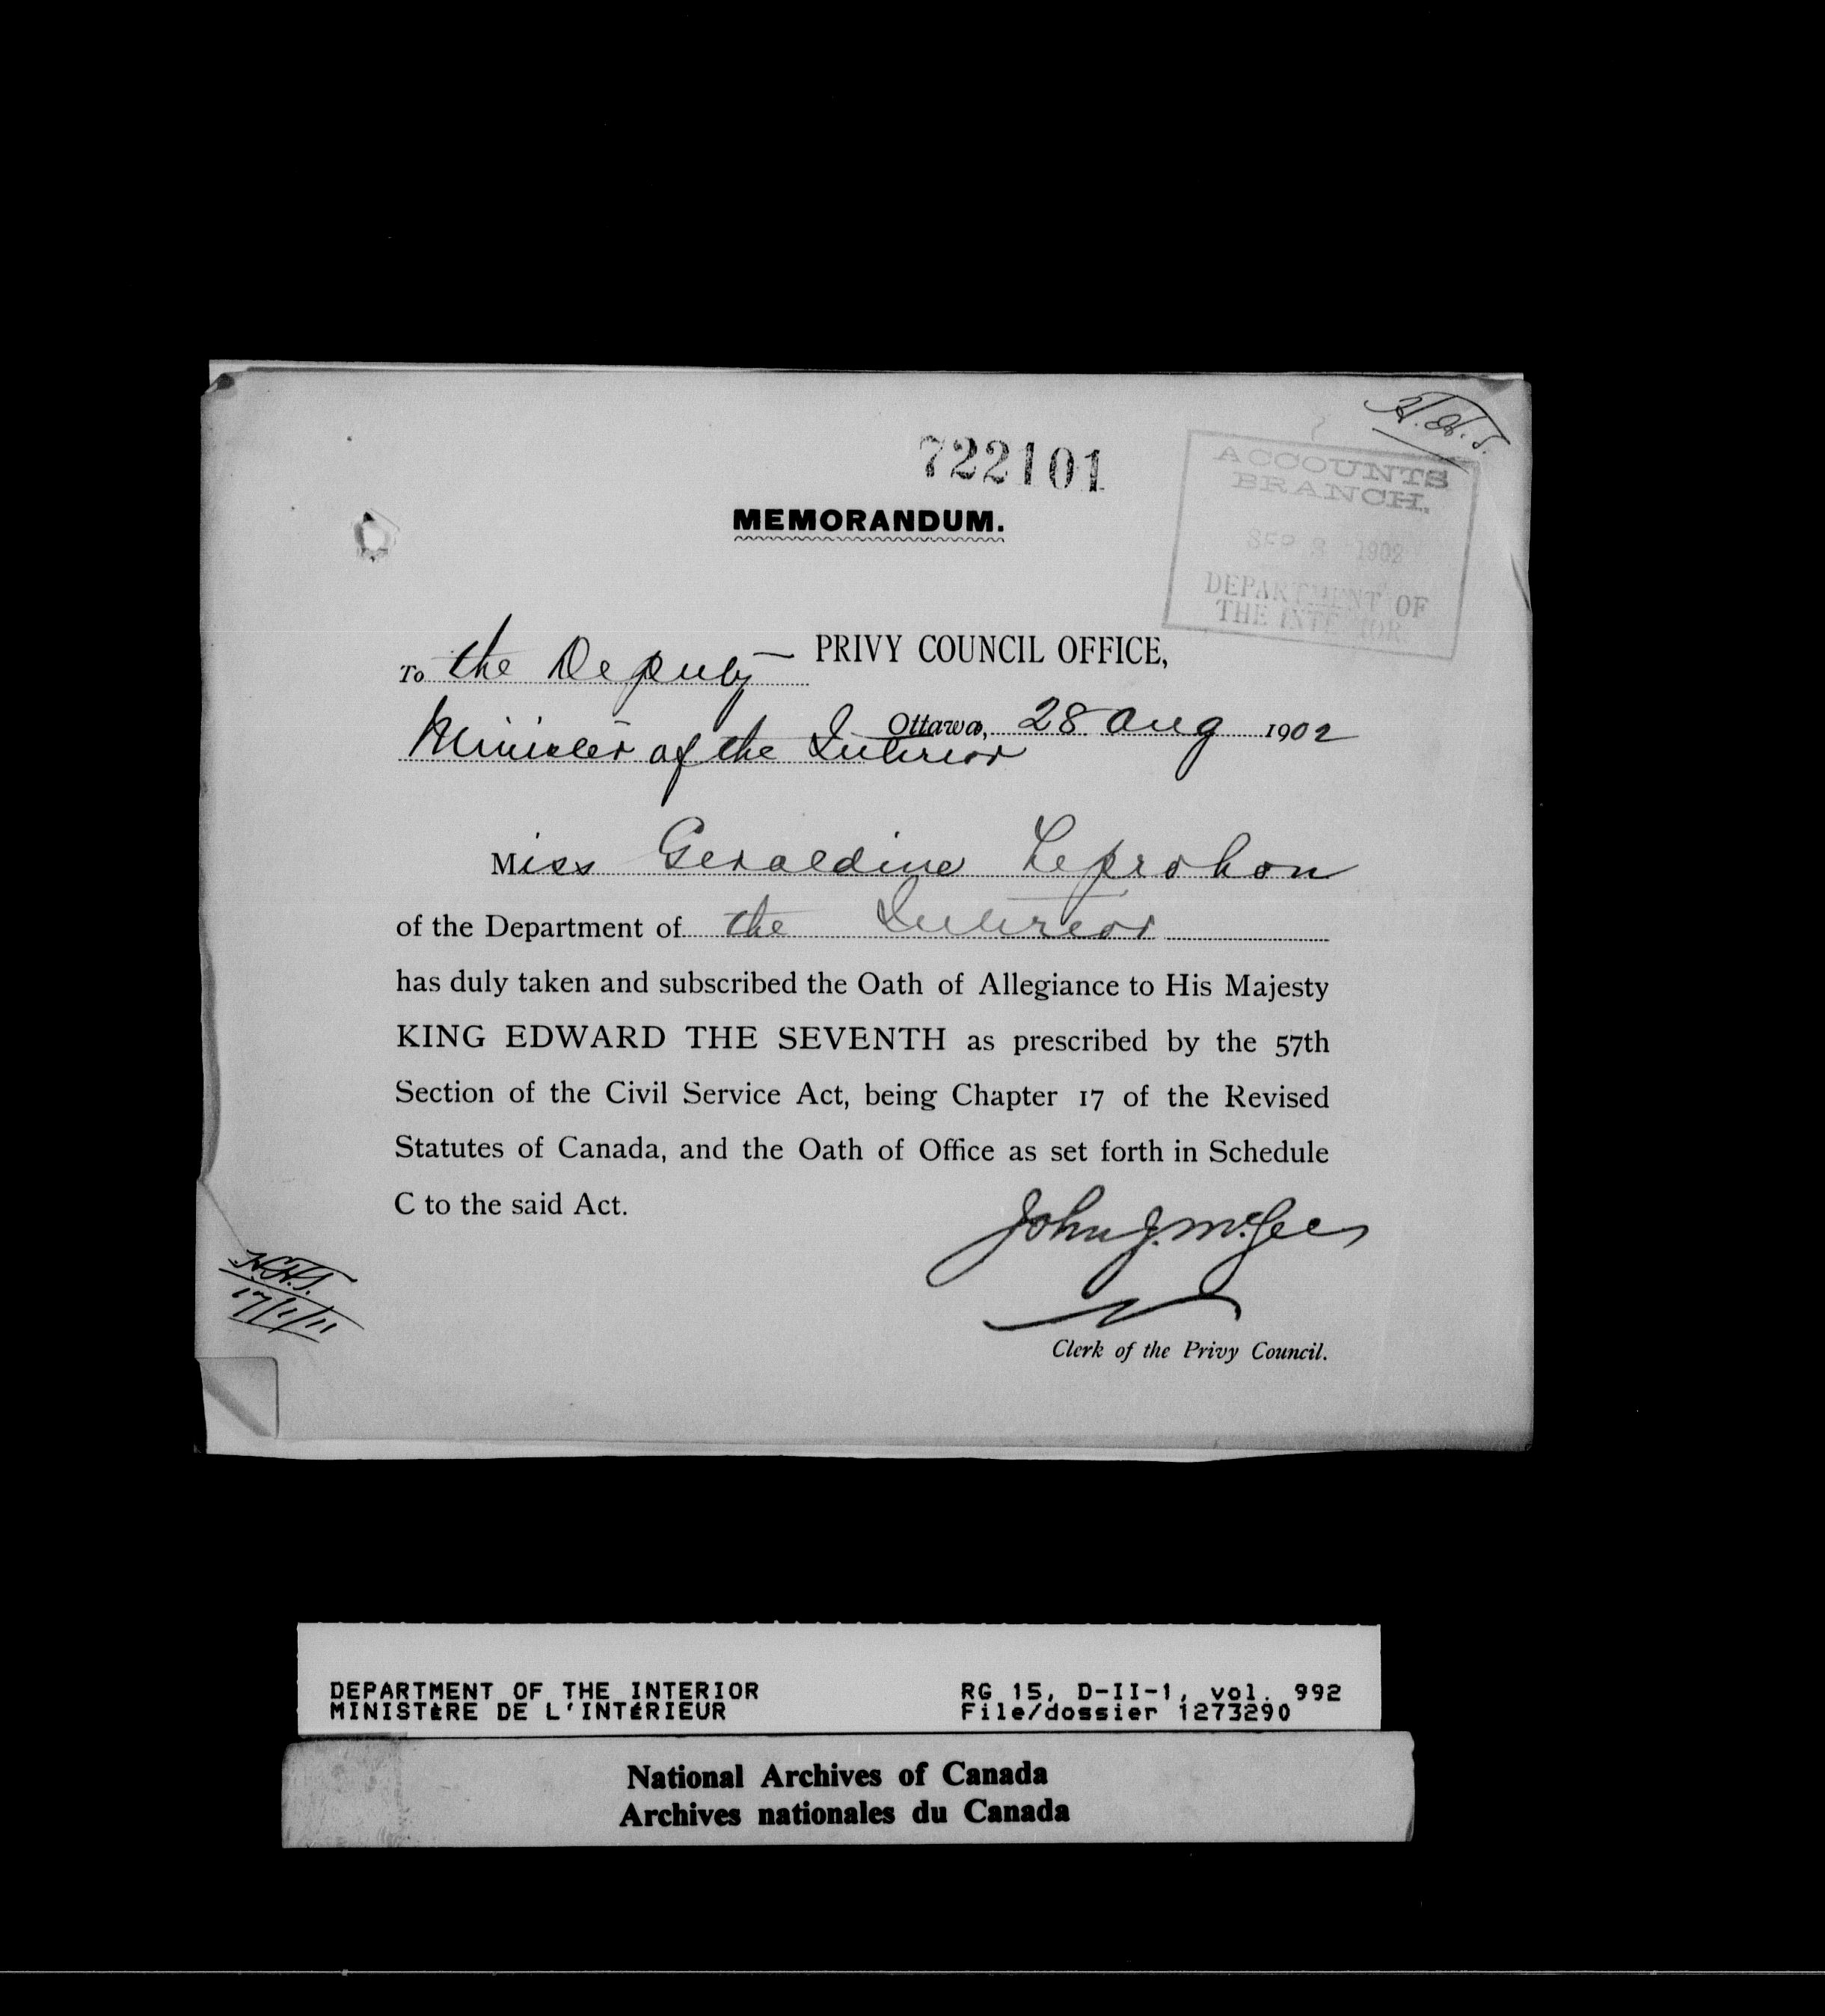 722101
MEMORANDUM.
ACCOUNTS
BRANCH.
SEP 2 1902
DEPARTMENT OF
THE INTERIOR
PRIVY COUNCIL OFFICE,
To the Deputy
Minister of the Interior
Ottawa, 28 Aug 1902
Miss Geraldine Leprohon
of the Department of the Interior
has duly taken and subscribed the Oath of Allegiance to His Majesty
KING EDWARD THE SEVENTH as prescribed by the 57th
Section of the Civil Service Act, being Chapter 17 of the Revised
Statutes of Canada, and the Oath of Office as set forth in Schedule
C to the said Act.
John J. McGee
17/1/11
Clerk of the Privy Council.
DEPARTMENT OF THE INTERIOR
MINISTÈRE DE L'INTÉRIEUR
RG 15, D-II-1, vol. 992
File/dossier 1273290
National Archives of Canada
Archives nationales du Canada